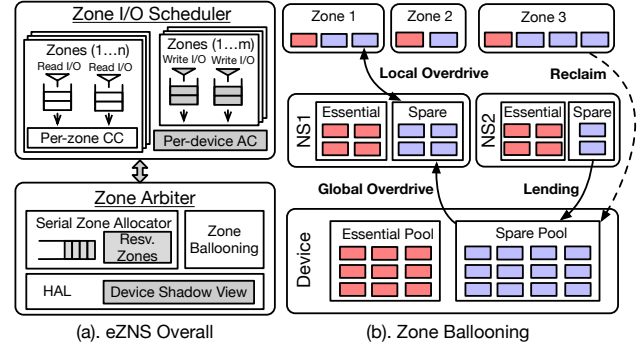 Zone I/O Scheduler
Zones (1...n)
Read I/O Read I/O
Per-zone CC
Zones (1...m)
Write I/O Write I/O
Per-device AC
Zone Arbiter
Serial Zone Allocator
Resv.
Zones
Zone
Ballooning
HAL
Device Shadow View
(a). eZNS Overall
Zone 1
Zone 2
Zone 3
Local Overdrive
Reclaim
NS1
Essential
Spare
NS2
Essential
Spare
Global Overdrive
Lending
Device
Essential Pool
Spare Pool
(b). Zone Ballooning